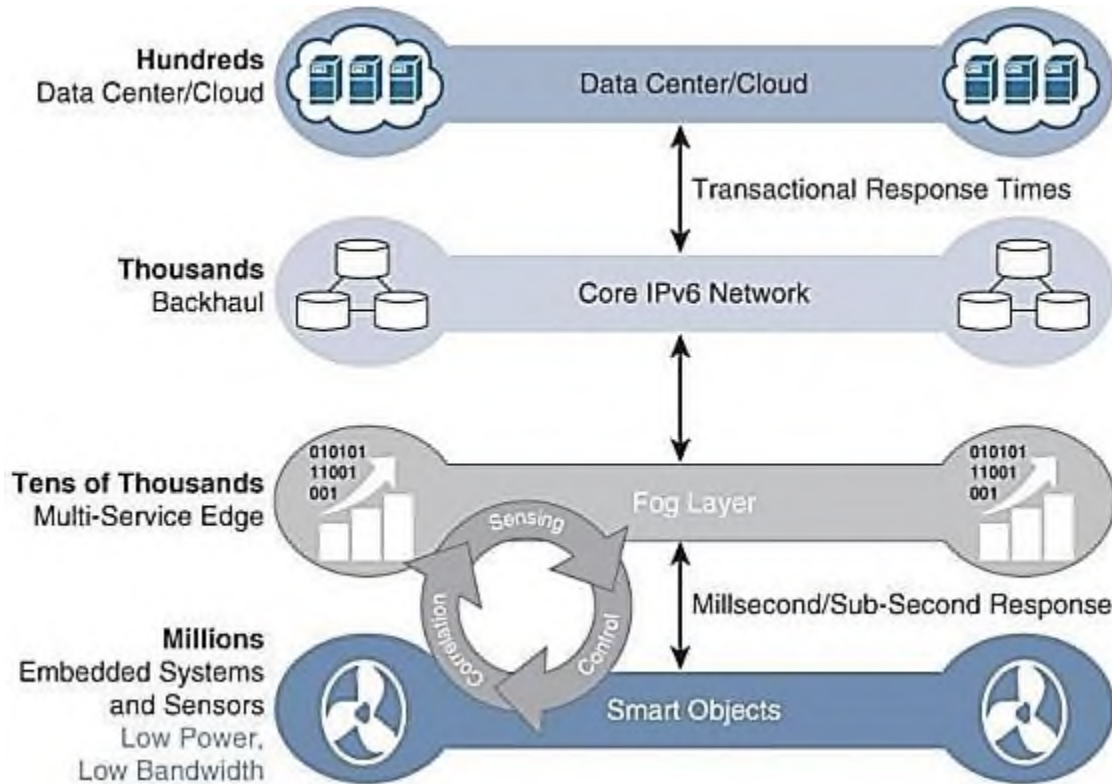 Hundreds
Data Center/Cloud
Data Center/Cloud
Transactional Response Times
Thousands
Backhaul
Core IPv6 Network
010101
11001
001
010101
11001
001
Tens of Thousands
Multi-Service Edge
Fog Layer
Sensing
Control
Correlation
Millsecond/Sub-Second Response
Millions
Embedded Systems
and Sensors
Low Power,
Low Bandwidth
Smart Objects